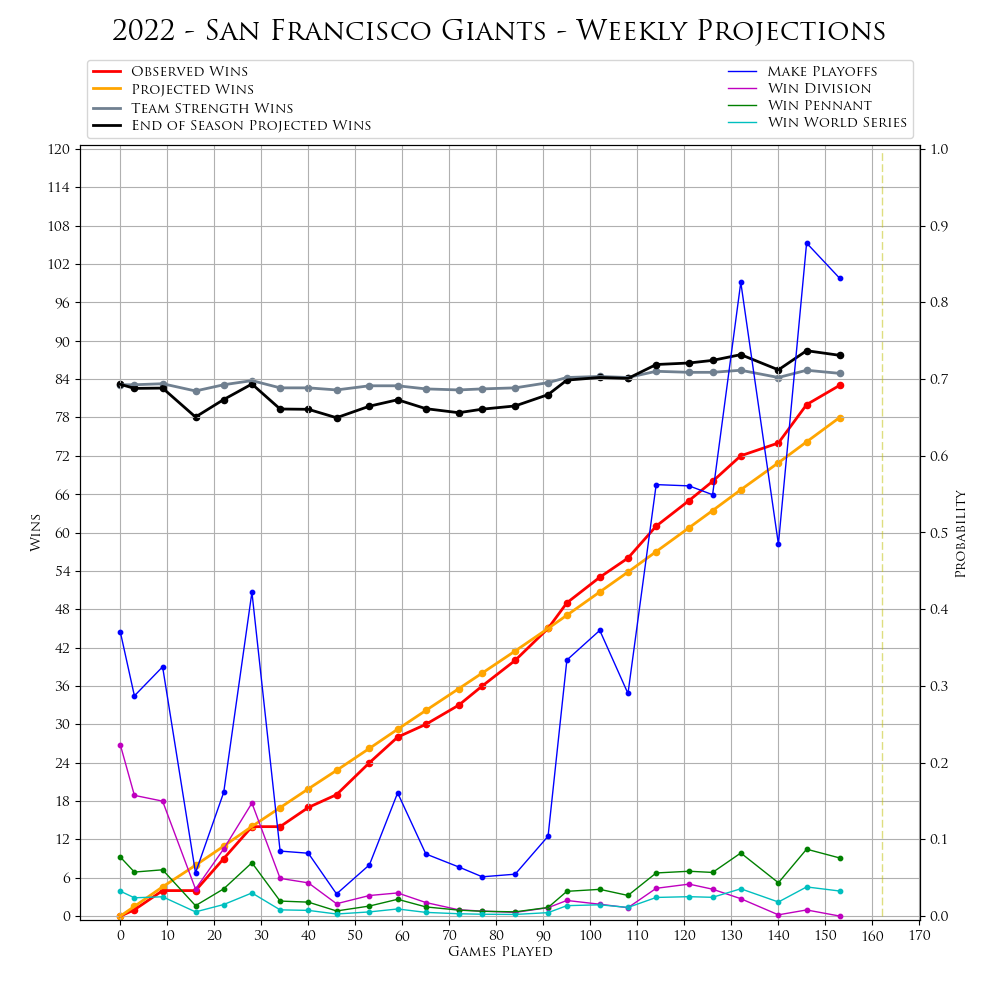 2022 - San Francisco Giants - Weekly Projections
Observed Wins
Projected Wins
Team Strength Wins
End of Season Projected Wins
Make Playoffs
Win Division
Win Pennant
Win World Series
120
114
108
102
96
90
84
78
72
66
60
54
48
42
36
30
24
18
12
6
0
Wins
1.0
0.9
0.8
0.7
0.6
0.5
0.4
0.3
0.2
0.1
0.0
Probability
0 10 20 30 40 50 60 70 80 90 100 110 120 130 140 150 160 170
Games Played